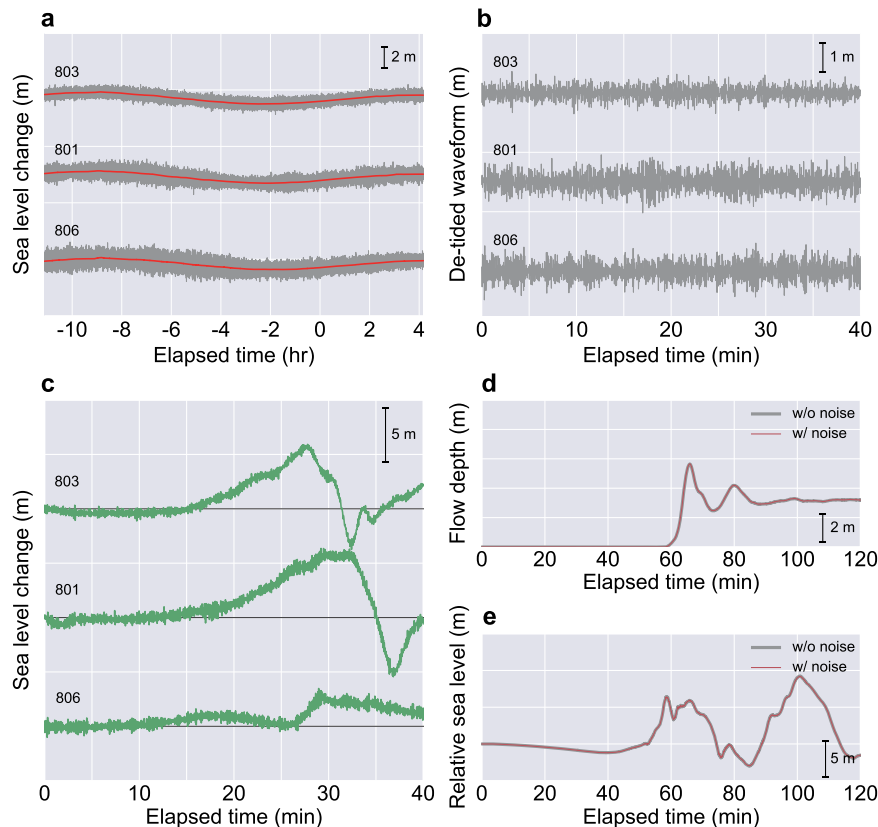 a
2 m
803
801
806
Sea level change (m)
-10 -8 -6 -4 -2 0 2 4
Elapsed time (hr)
b
1 m
803
801
806
De-tided waveform (m)
0 10 20 30 40
Elapsed time (min)
c
5 m
803
801
806
Sea level change (m)
0 10 20 30 40
Elapsed time (min)
d
w/o noise
w/ noise
2 m
Flow depth (m)
0 20 40 60 80 100 120
Elapsed time (min)
e
w/o noise
w/ noise
5 m
Relative sea level (m)
0 20 40 60 80 100 120
Elapsed time (min)